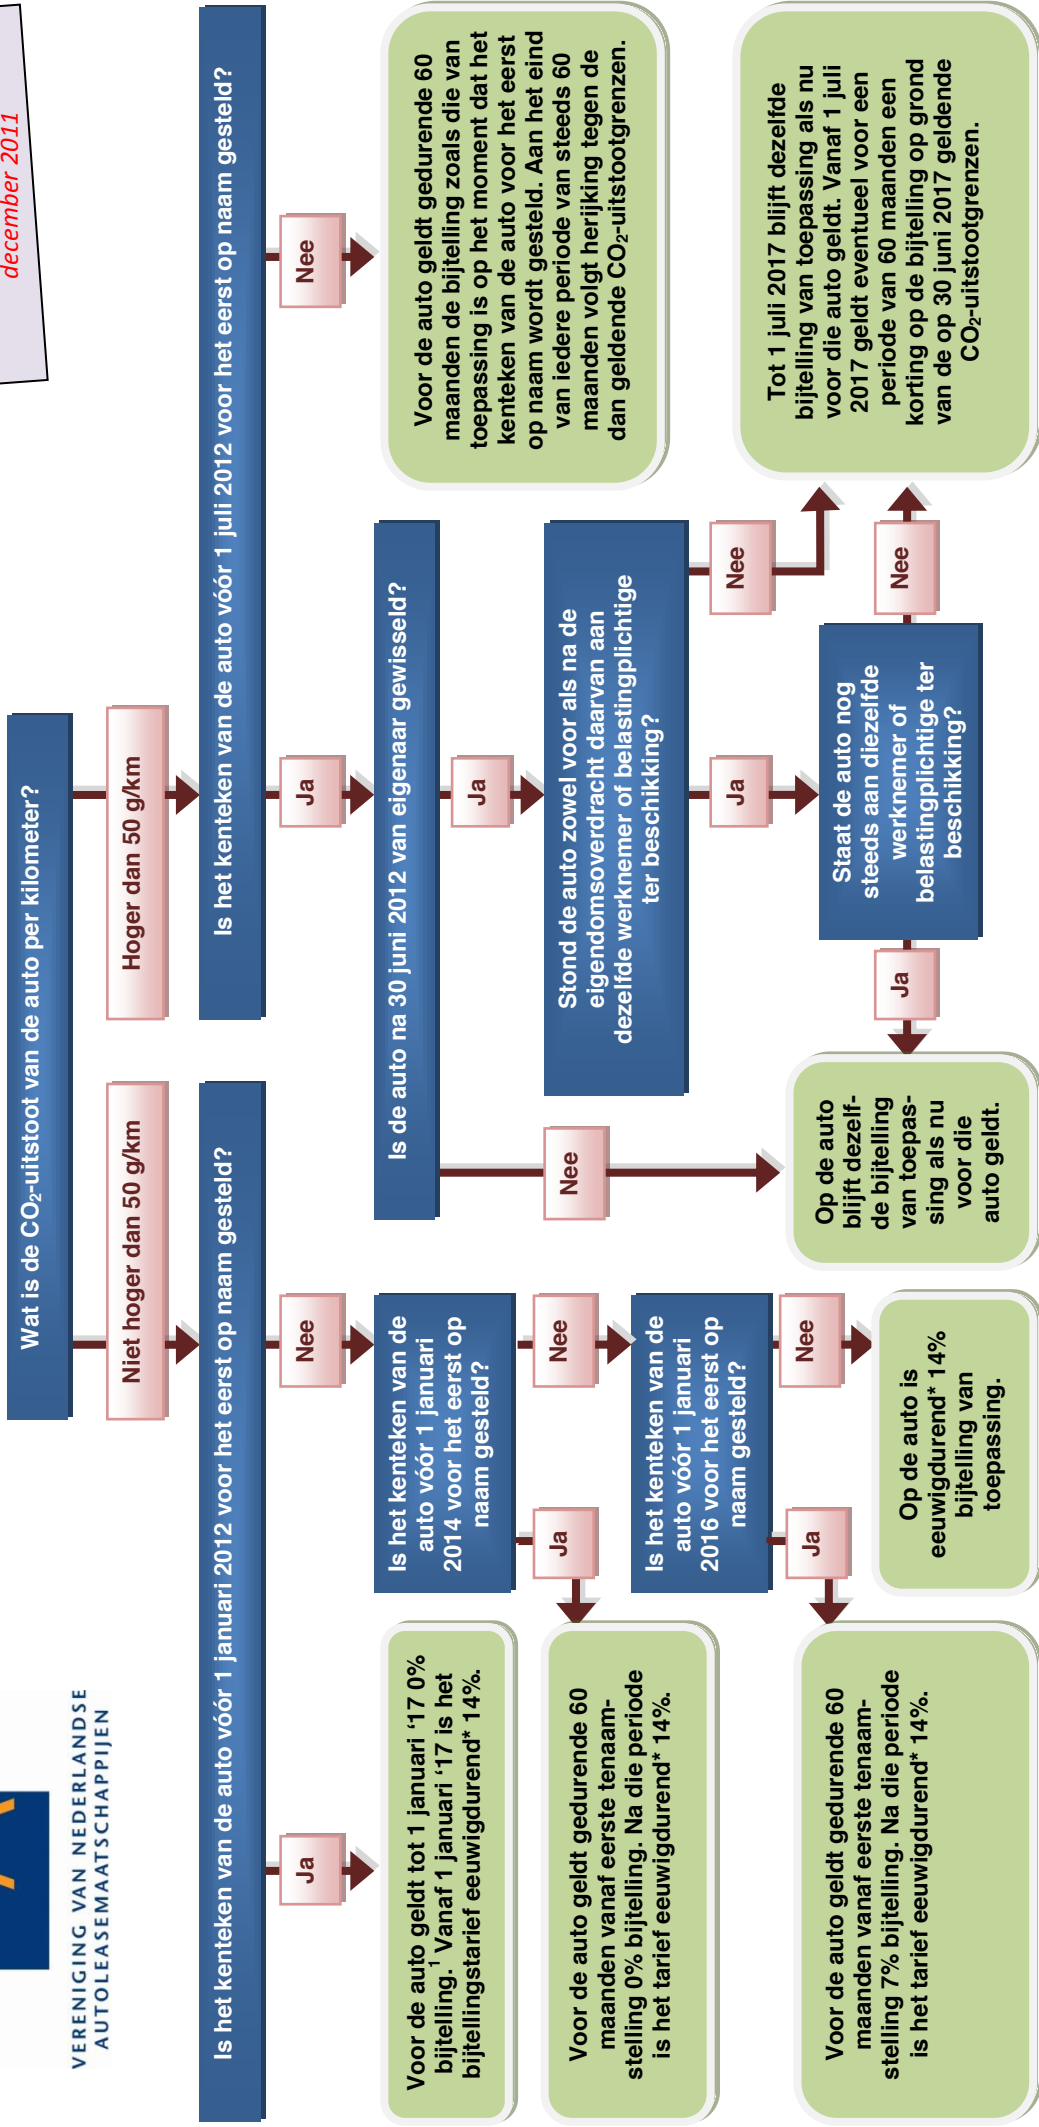 VERENIGING VAN NEDERLANDSE
AUTOLEASEMAATSCHAPPIJEN
december 2011
Wat is de CO₂-uitstoot van de auto per kilometer?
Niet hoger dan 50 g/km
Hoger dan 50 g/km
Is het kenteken van de auto vóór 1 januari 2012 voor het eerst op naam gesteld?
Is het kenteken van de auto vóór 1 juli 2012 voor het eerst op naam gesteld?
Ja
Nee
Ja
Nee
Voor de auto geldt tot 1 januari ‘17 0%
bijtelling.¹ Vanaf 1 januari ‘17 is het
bijtellingstarief eeuwigdurend* 14%.
Is het kenteken van de
auto vóór 1 januari
2014 voor het eerst op
naam gesteld?
Is de auto na 30 juni 2012 van eigenaar gewisseld?
Voor de auto geldt gedurende 60
maanden de bijtelling zoals die van
toepassing is op het moment dat het
kenteken van de auto voor het eerst
op naam wordt gesteld. Aan het eind
van iedere periode van steeds 60
maanden volgt herijking tegen de
dan geldende CO₂-uitstootgrenzen.
Ja
Nee
Nee
Ja
Voor de auto geldt gedurende 60
maanden vanaf eerste tenaam-
stelling 0% bijtelling. Na die periode
is het tarief eeuwigdurend* 14%.
Is het kenteken van de
auto vóór 1 januari
2016 voor het eerst op
naam gesteld?
Stond de auto zowel voor als na de
eigendomsoverdracht daarvan aan
dezelfde werknemer of belastingplichtige
ter beschikking?
Ja
Nee
Ja
Nee
Voor de auto geldt gedurende 60
maanden vanaf eerste tenaam-
stelling 7% bijtelling. Na die periode
is het tarief eeuwigdurend* 14%.
Op de auto is
eeuwigdurend* 14%
bijtelling van
toepassing.
Op de auto
blijft dezelf-
de bijtelling
van toepas-
sing als nu
voor die
auto geldt.
Ja
Staat de auto nog
steeds aan diezelfde
werknemer of
belastingplichtige ter
beschikking?
Nee
Tot 1 juli 2017 blijft dezelfde
bijtelling van toepassing als nu
voor die auto geldt. Vanaf 1 juli
2017 geldt eventueel voor een
periode van 60 maanden een
korting op de bijtelling op grond
van de op 30 juni 2017 geldende
CO₂-uitstootgrenzen.